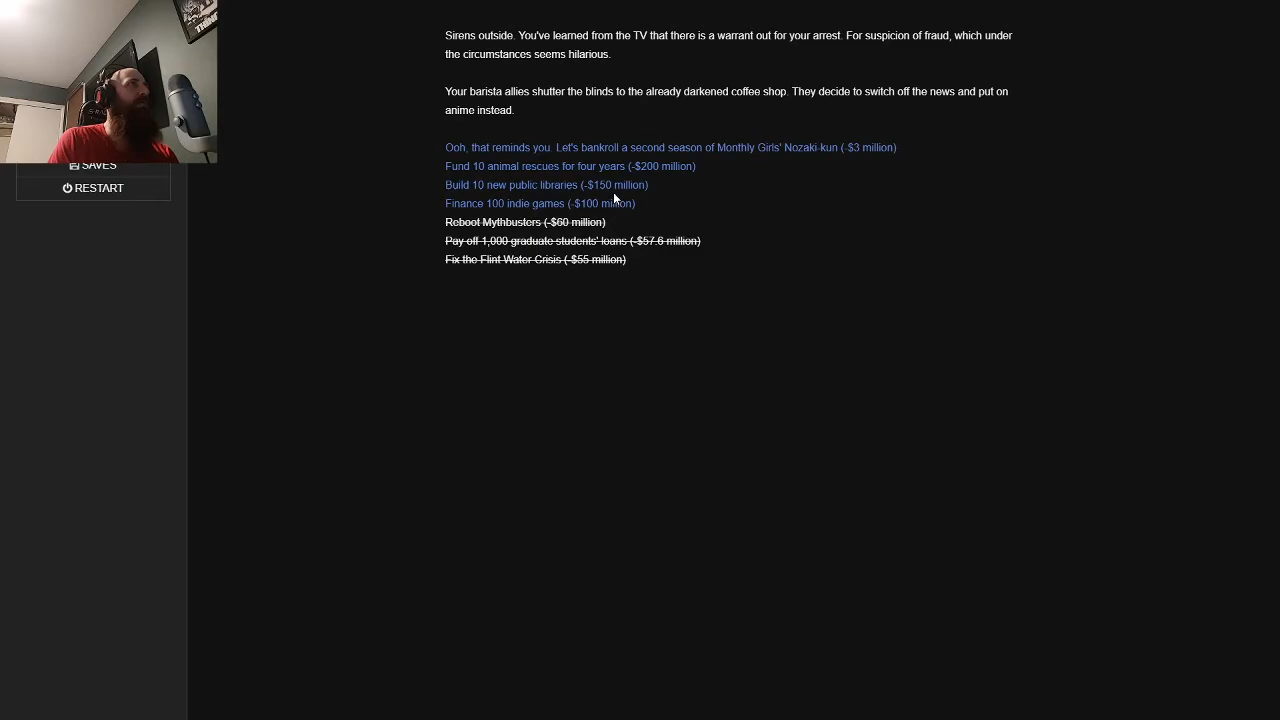 Sirens outside. You've learned from the TV that there is a warrant out for your arrest. For suspicion of fraud, which under
the circumstances seems hilarious.
Your barista allies shutter the blinds to the already darkened coffee shop. They decide to switch off the news and put on
anime instead.
Ooh, that reminds you. Let's bankroll a second season of Monthly Girls' Nozaki-kun (-$3 million)
Fund 10 animal rescues for four years (-$200 million)
Build 10 new public libraries (-$150 million)
Finance 100 indie games (-$100 million)
Reboot Mythbusters (-$60 million)
Pay off 1,000 graduate students' loans (-$57.6 million)
Fix the Flint Water Crisis (-$55 million)
SAVES
RESTART